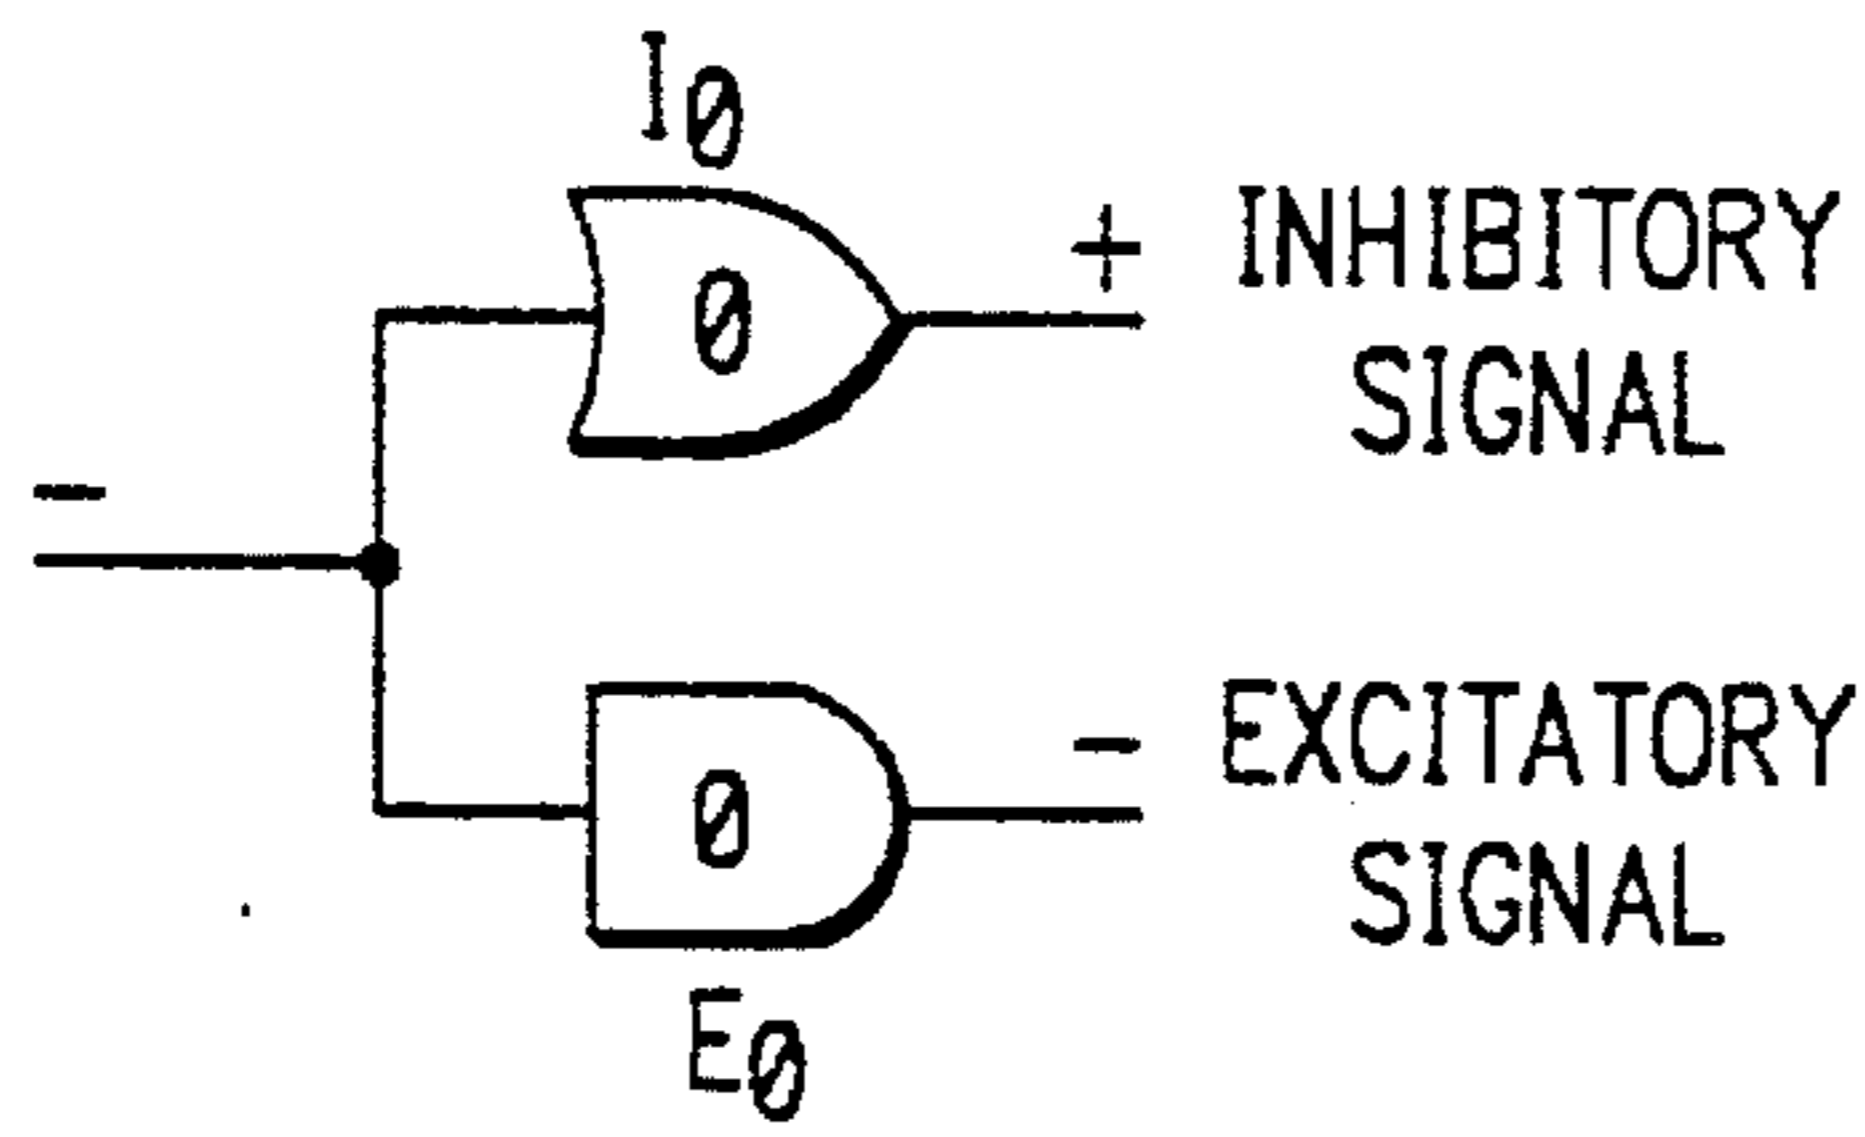 I0
0
+ INHIBITORY
SIGNAL
-
0
- EXCITATORY
SIGNAL
E0